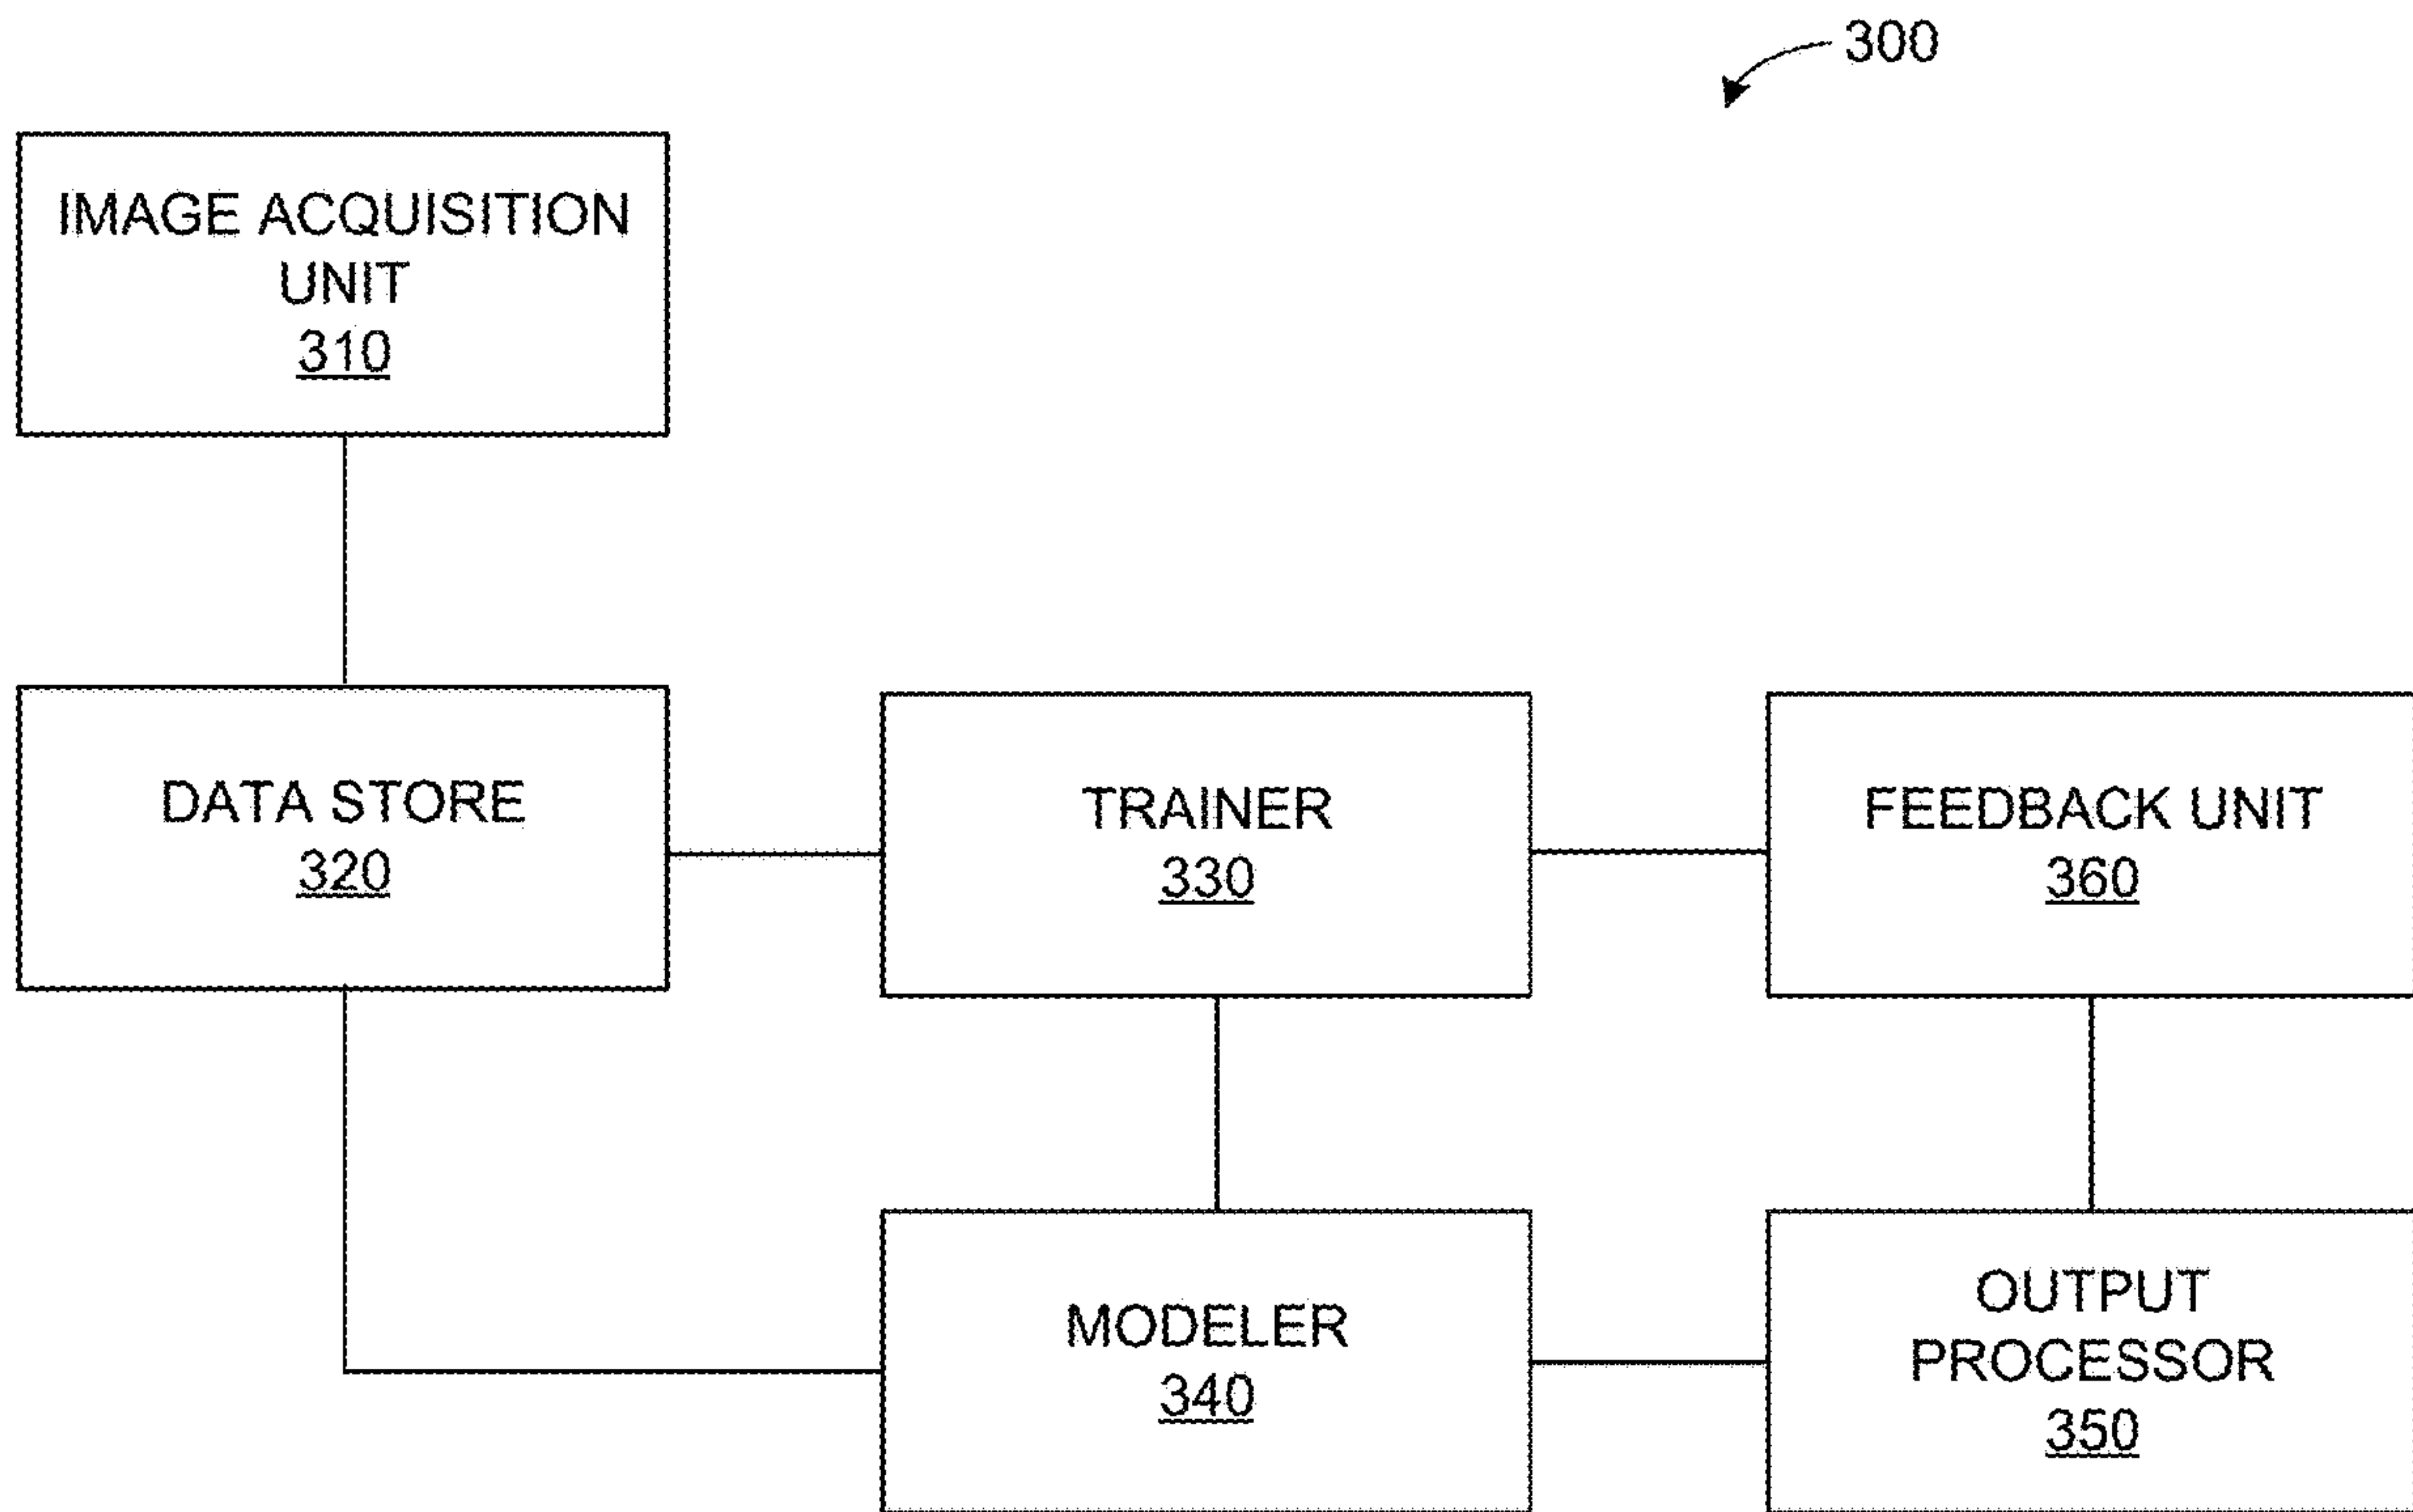 300
IMAGE ACQUISITION
UNIT
310
DATA STORE
320
TRAINER
330
FEEDBACK UNIT
360
MODELER
340
OUTPUT
PROCESSOR
350